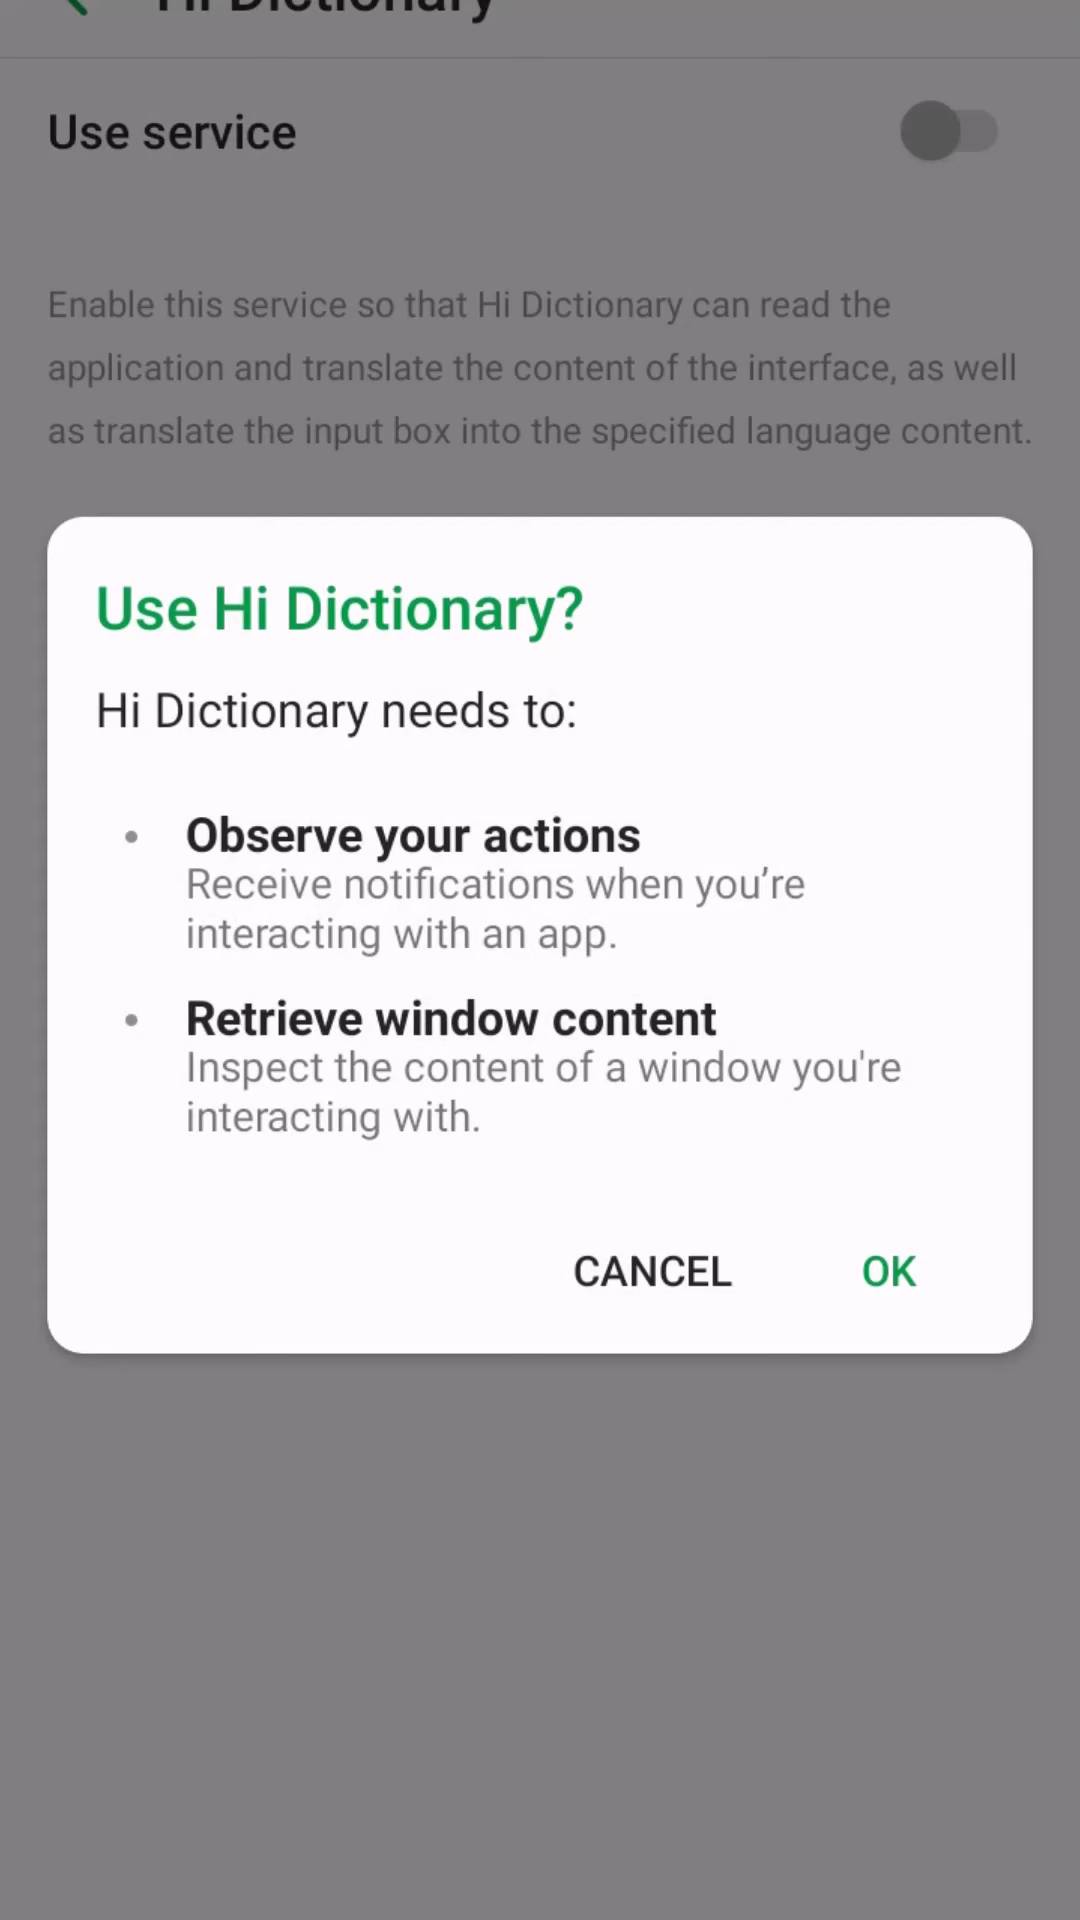 Hi Dictionary
Use service
Enable this service so that Hi Dictionary can read the
application and translate the content of the interface, as well
as translate the input box into the specified language content.
Use Hi Dictionary?
Hi Dictionary needs to:
• Observe your actions
Receive notifications when you’re
interacting with an app.
• Retrieve window content
Inspect the content of a window you're
interacting with.
CANCEL OK